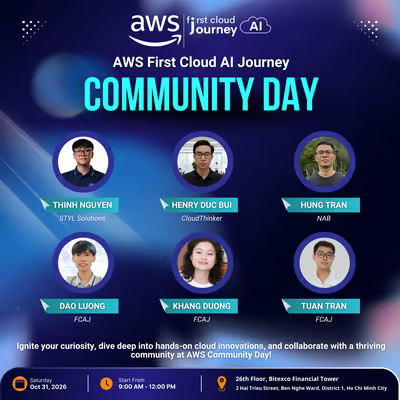 aws
first cloud
journey
AI
AWS First Cloud AI Journey
COMMUNITY DAY
THINH NGUYEN
STYL Solutions
HENRY DUC BUI
CloudThinker
HUNG TRAN
NAB
DAO LUONG
FCAJ
KHANG DUONG
FCAJ
TUAN TRAN
FCAJ
Ignite your curiosity, dive deep into hands-on cloud innovations, and collaborate with a thriving
community at AWS Community Day!
Saturday
Oct 31, 2026
Start From
9:00 AM - 12:00 PM
26th Floor, Bitexco Financial Tower
2 Hai Trieu Street, Ben Nghe Ward, District 1, Ho Chi Minh City